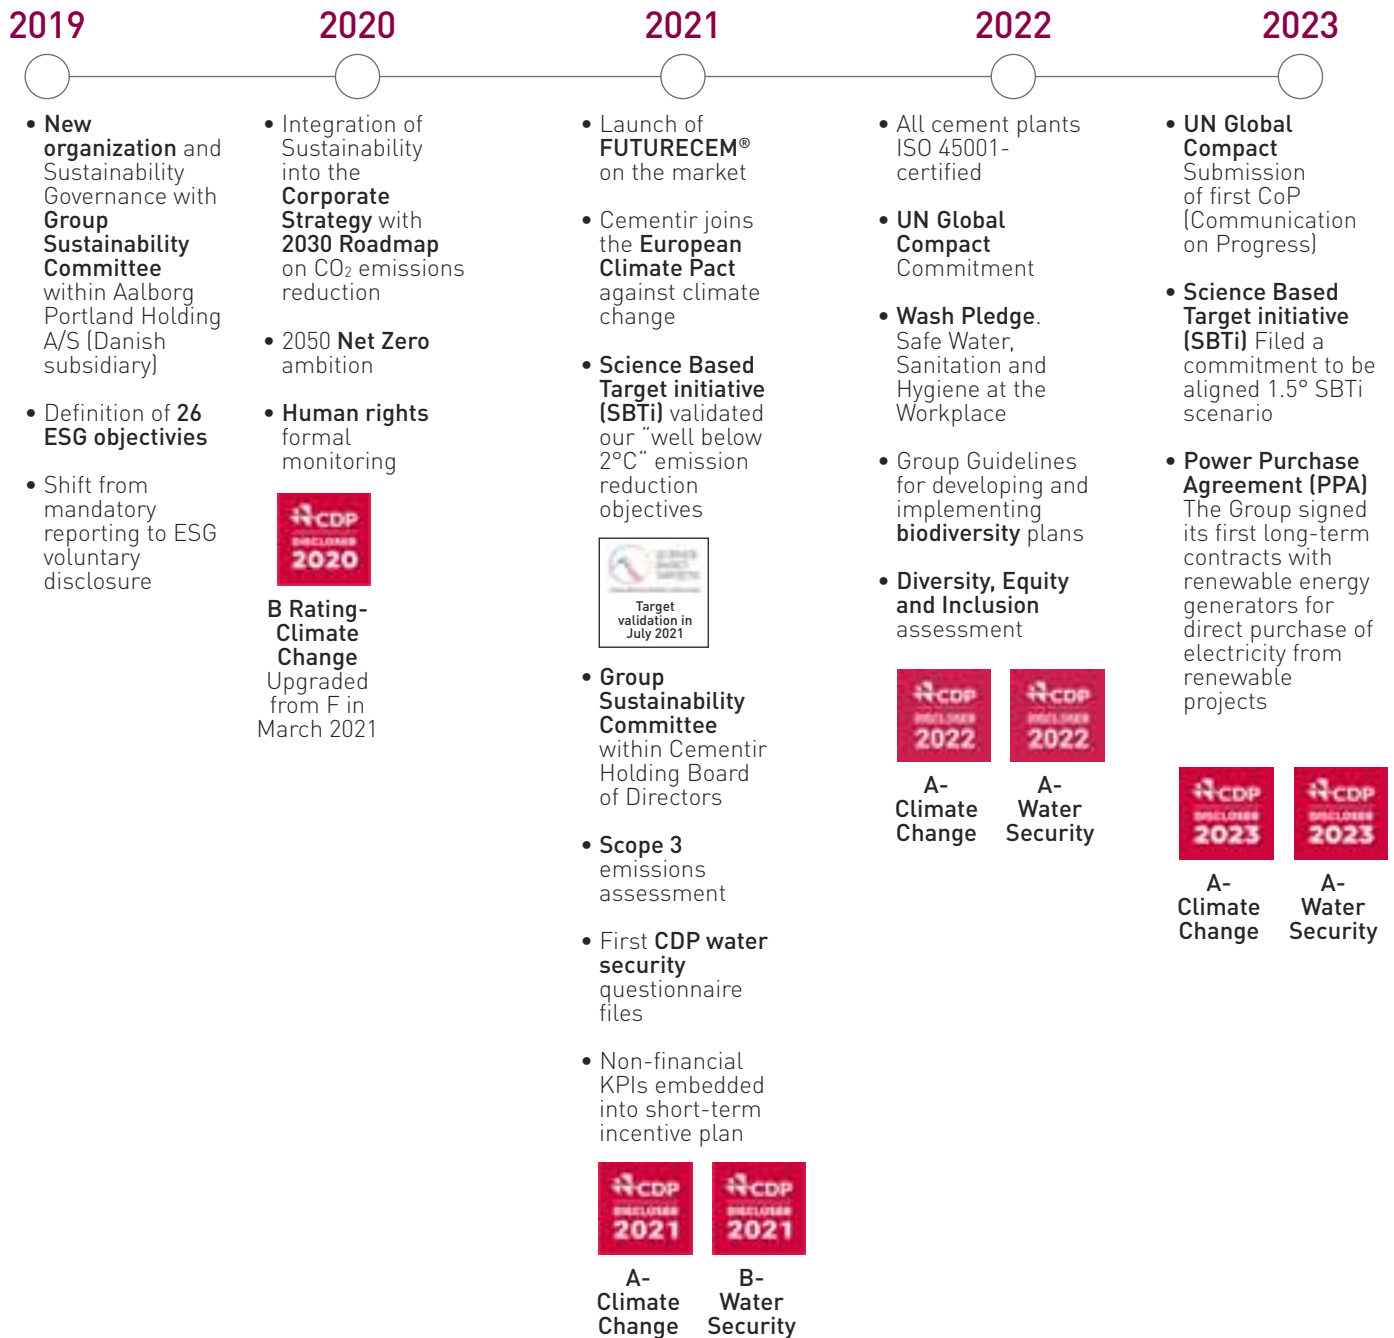 2019
2020
2021
2022
2023
• New
organization and
Sustainability
Governance with
Group
Sustainability
Committee
within Aalborg
Portland Holding
A/S (Danish
subsidiary)
• Definition of 26
ESG objectivies
• Shift from
mandatory
reporting to ESG
voluntary
disclosure
• Integration of
Sustainability
into the
Corporate
Strategy with
2030 Roadmap
on CO₂ emissions
reduction
• 2050 Net Zero
ambition
• Human rights
formal
monitoring
CDP
DISCLOSER
2020
B Rating-
Climate
Change
Upgraded
from F in
March 2021
• Launch of
FUTURECEM®
on the market
• Cementir joins
the European
Climate Pact
against climate
change
• Science Based
Target initiative
(SBTi) validated
our “well below
2°C“ emission
reduction
objectives
SCIENCE
BASED
TARGETS
Target
validation in
July 2021
• Group
Sustainability
Committee
within Cementir
Holding Board
of Directors
• Scope 3
emissions
assessment
• First CDP water
security
questionnaire
files
• Non-financial
KPIs embedded
into short-term
incentive plan
CDP
DISCLOSER
2021
A-
Climate
Change
CDP
DISCLOSER
2021
B-
Water
Security
• All cement plants
ISO 45001-
certified
• UN Global
Compact
Commitment
• Wash Pledge.
Safe Water,
Sanitation and
Hygiene at the
Workplace
• Group Guidelines
for developing and
implementing
biodiversity plans
• Diversity, Equity
and Inclusion
assessment
CDP
DISCLOSER
2022
A-
Climate
Change
CDP
DISCLOSER
2022
A-
Water
Security
• UN Global
Compact
Submission
of first CoP
(Communication
on Progress)
• Science Based
Target initiative
(SBTi) Filed a
commitment to be
aligned 1.5° SBTi
scenario
• Power Purchase
Agreement (PPA)
The Group signed
its first long-term
contracts with
renewable energy
generators for
direct purchase of
electricity from
renewable
projects
CDP
DISCLOSER
2023
A-
Climate
Change
CDP
DISCLOSER
2023
A-
Water
Security